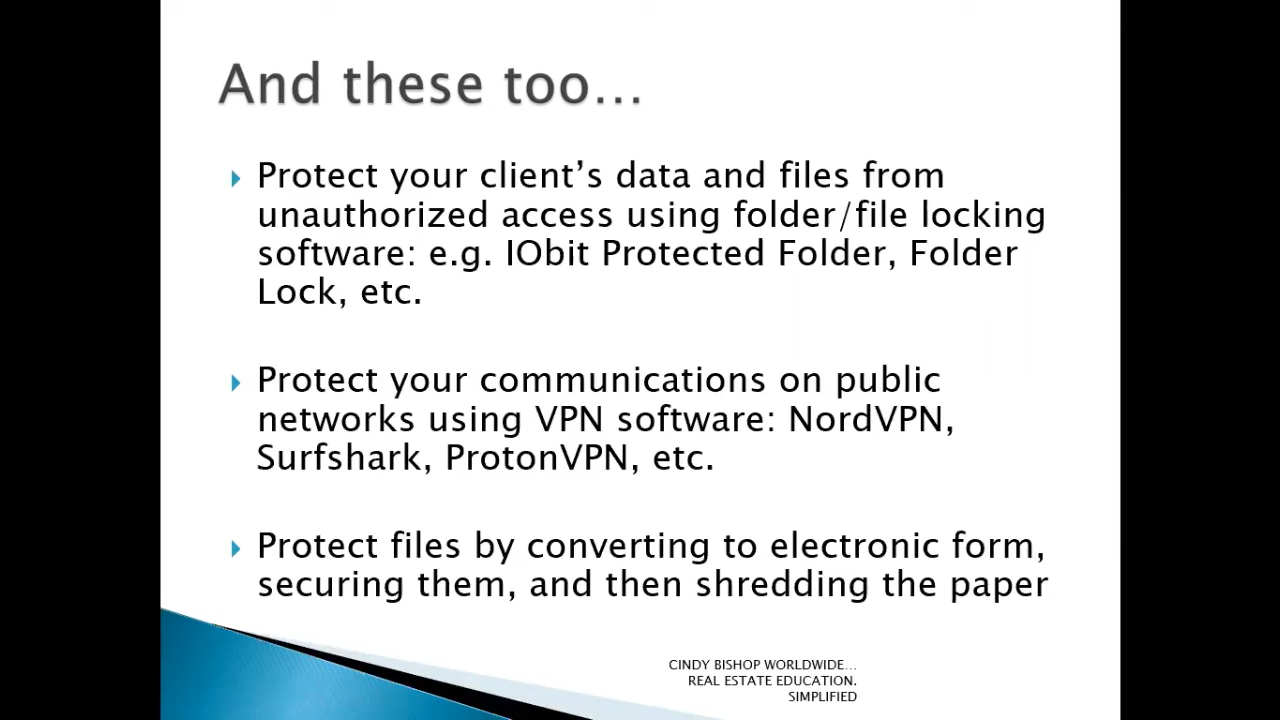 And these too...
Protect your client’s data and files from
unauthorized access using folder/file locking
software: e.g. IObit Protected Folder, Folder
Lock, etc.
Protect your communications on public
networks using VPN software: NordVPN,
Surfshark, ProtonVPN, etc.
Protect files by converting to electronic form,
securing them, and then shredding the paper
CINDY BISHOP WORLDWIDE...
REAL ESTATE EDUCATION.
SIMPLIFIED